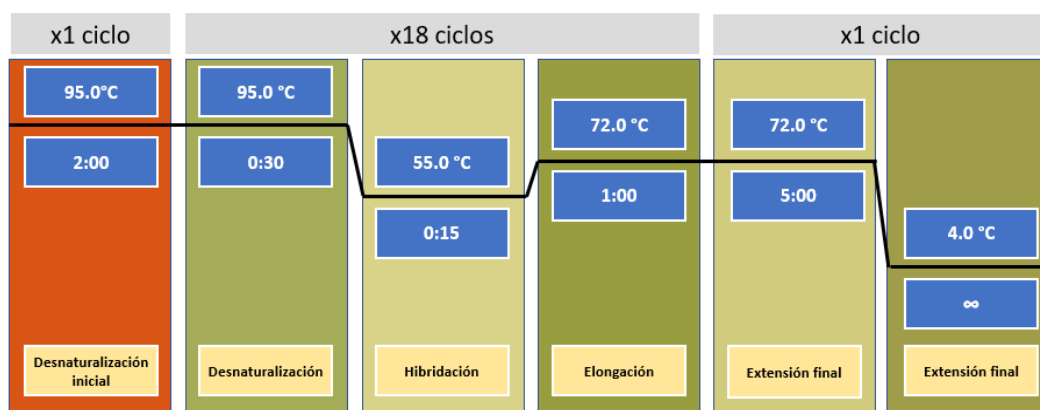 x1 ciclo
x18 ciclos
x1 ciclo
95.0°C
2:00
Desnaturalización
inicial
95.0 °C
0:30
Desnaturalización
55.0 °C
0:15
Hibridación
72.0 °C
1:00
Elongación
72.0 °C
5:00
Extensión final
4.0 °C
∞
Extensión final